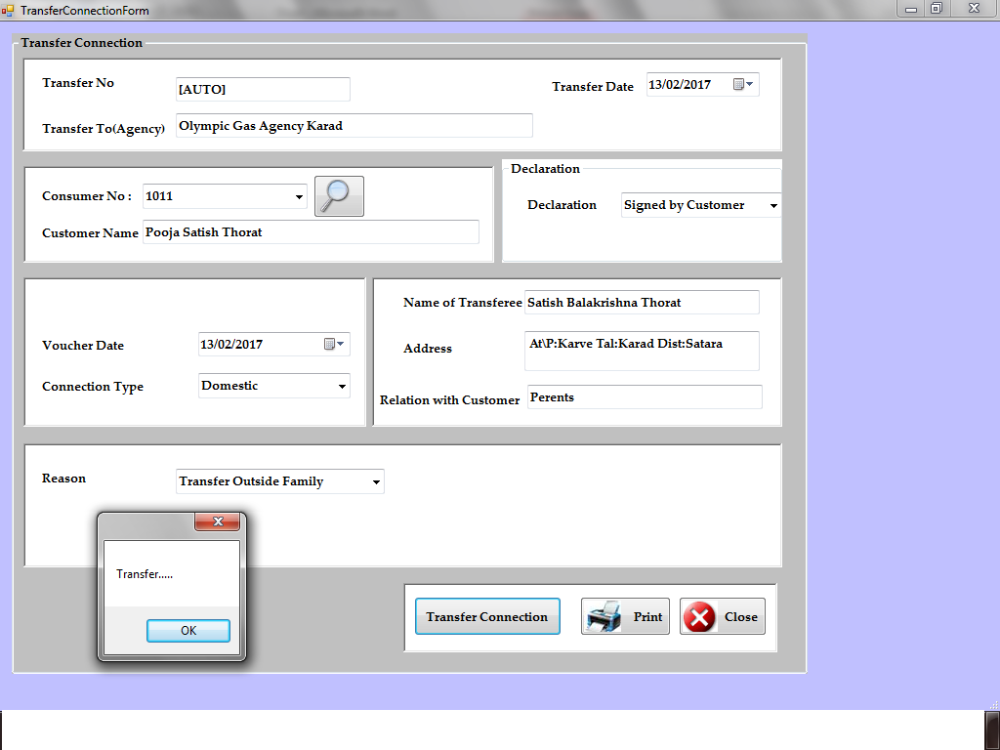 TransferConnectionForm
Transfer Connection
Transfer No [AUTO] Transfer Date 13/02/2017
Transfer To(Agency) Olympic Gas Agency Karad
Consumer No : 1011
Customer Name Pooja Satish Thorat
Declaration
Declaration Signed by Customer
Voucher Date 13/02/2017
Connection Type Domestic
Name of Transferee Satish Balakrishna Thorat
Address At\P:Karve Tal:Karad Dist:Satara
Relation with Customer Perents
Reason Transfer Outside Family
Transfer.....
OK
Transfer Connection Print Close